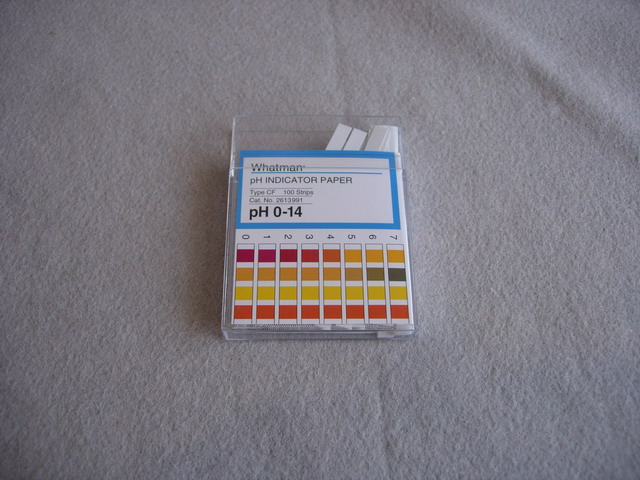 Whatman®
pH INDICATOR PAPER
Type CF 100 Strips
Cat. No. 2613991
pH 0-14
0 1 2 3 4 5 6 7